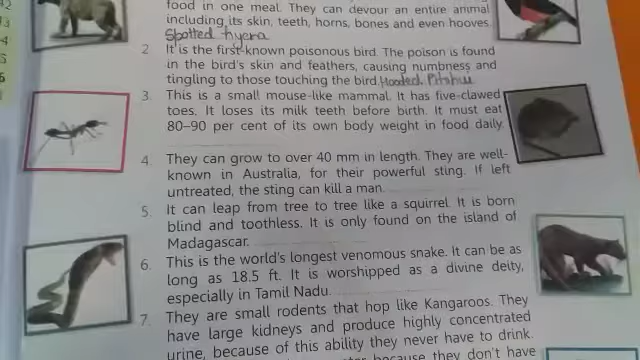 food in one meal. They can devour an entire animal
including its skin, teeth, horns, bones and even hooves.
Spotted hyena
2. It is the first known poisonous bird. The poison is found
in the bird's skin and feathers, causing numbness and
tingling to those touching the bird. Hooded Pitohui
3. This is a small mouse-like mammal. It has five-clawed
toes. It loses its milk teeth before birth. It must eat
80–90 per cent of its own body weight in food daily.
4. They can grow to over 40 mm in length. They are well-
known in Australia, for their powerful sting. If left
untreated, the sting can kill a man.
5. It can leap from tree to tree like a squirrel. It is born
blind and toothless. It is only found on the island of
Madagascar.
6. This is the world's longest venomous snake. It can be as
long as 18.5 ft. It is worshipped as a divine deity,
especially in Tamil Nadu.
7. They are small rodents that hop like Kangaroos. They
have large kidneys and produce highly concentrated
urine, because of this ability they never have to drink.
because they don't have